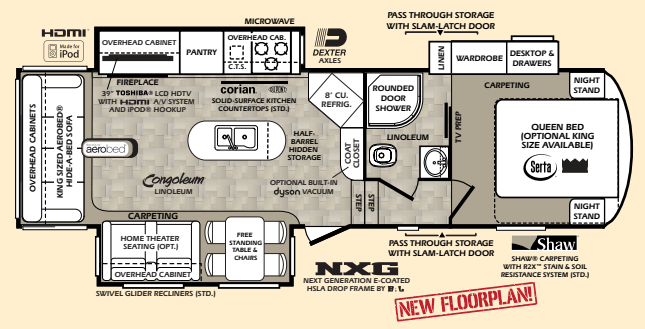 HDMI
Made for
iPod
MICROWAVE
PASS THROUGH STORAGE
WITH SLAM-LATCH DOOR
OVERHEAD CABINET
PANTRY
OVERHEAD CAB.
C.T.S.
DEXTER
AXLES
LINEN
WARDROBE
DESKTOP &
DRAWERS
FIREPLACE
39" TOSHIBA® LCD HDTV
WITH HDMI A/V SYSTEM
AND IPOD® HOOKUP
corian.
SOLID-SURFACE KITCHEN
COUNTERTOPS (STD.)
8' CU.
REFRIG.
ROUNDED
DOOR
SHOWER
CARPETING
NIGHT
STAND
OVERHEAD CABINETS
KING SIZED AEROBED®
HIDE-A-BED SOFA
aerobed
HALF-
BARREL
HIDDEN
STORAGE
COAT
CLOSET
LINOLEUM
TV PREP
QUEEN BED
(OPTIONAL KING
SIZE AVAILABLE)
Serta
Congoleum
LINOLEUM
OPTIONAL BUILT-IN
dyson VACUUM
STEP
STEP
NIGHT
STAND
CARPETING
HOME THEATER
SEATING (OPT.)
OVERHEAD CABINET
FREE
STANDING
TABLE &
CHAIRS
SWIVEL GLIDER RECLINERS (STD.)
PASS THROUGH STORAGE
WITH SLAM-LATCH DOOR
Shaw
SHAW® CARPETING
WITH R2X™ STAIN & SOIL
RESISTANCE SYSTEM (STD.)
NXG
NEXT GENERATION E-COATED
HSLA DROP FRAME BY
NEW FLOORPLAN!